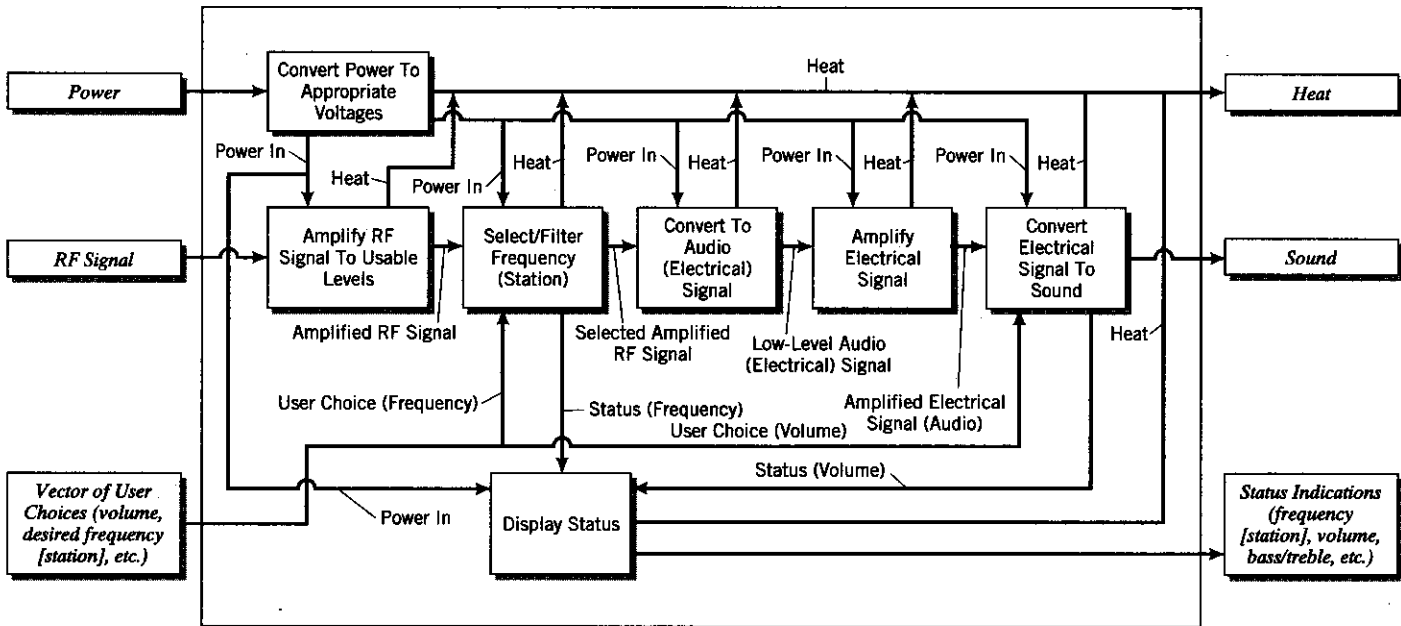 Convert Power To
Appropriate
Voltages
Heat
Power
Heat
Power In
Heat
Power In
Heat
Power In
Heat
Power In
Heat
Power In
Heat
RF Signal
Amplify RF
Signal To Usable
Levels
Select/Filter
Frequency
(Station)
Convert To
Audio
(Electrical)
Signal
Amplify
Electrical
Signal
Convert
Electrical
Signal To
Sound
Sound
Amplified RF Signal
Selected Amplified
RF Signal
Low-Level Audio
(Electrical) Signal
Heat
User Choice (Frequency)
Status (Frequency)
User Choice (Volume)
Amplified Electrical
Signal (Audio)
Status (Volume)
Vector of User
Choices (volume,
desired frequency
[station], etc.)
Power In
Display Status
Status Indications
(frequency
[station], volume,
bass/treble, etc.)